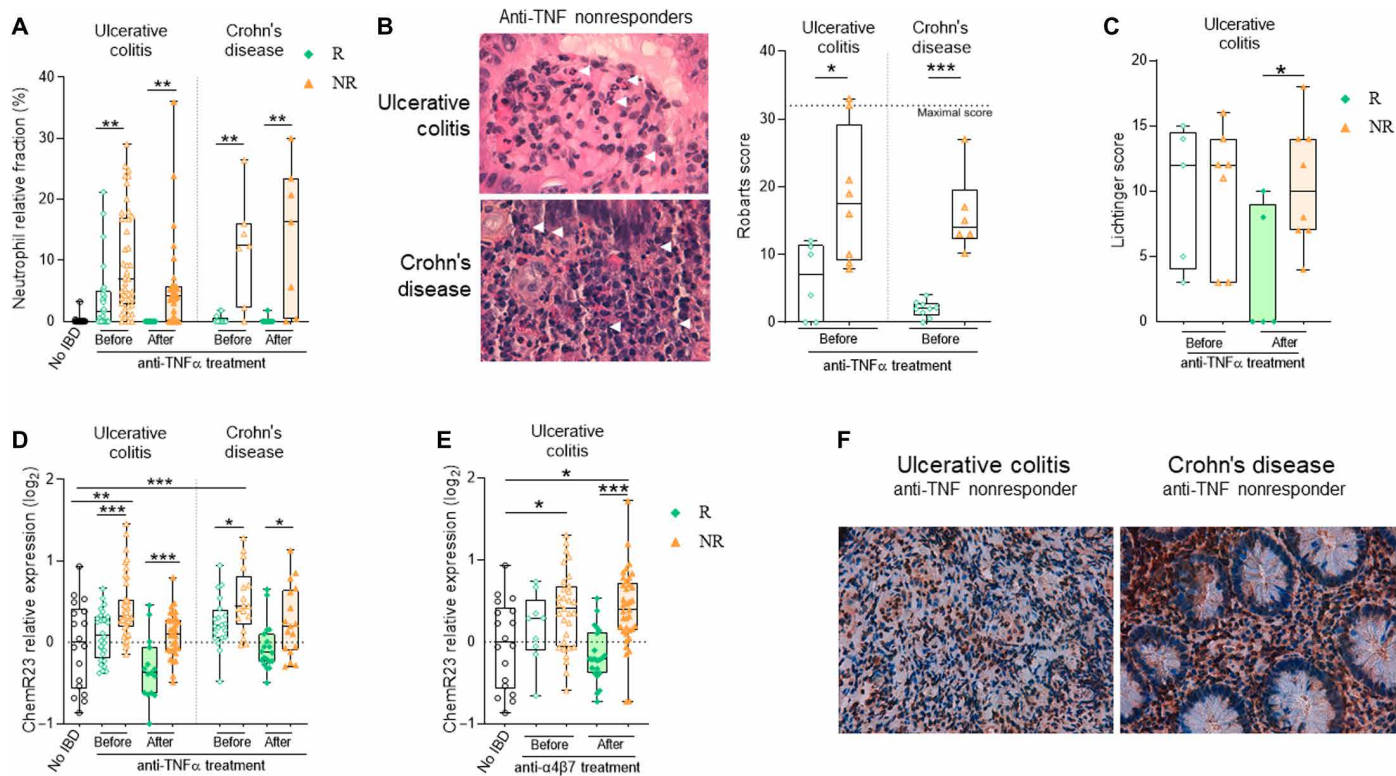 A
Ulcerative
colitis
Crohn's
disease
R
NR
Neutrophil relative fraction (%)
40
30
20
10
0
**
**
**
**
No IBD
Before
After
Before
After
anti-TNFα treatment
B
Anti-TNF nonresponders
Ulcerative
colitis
Crohn's
disease
Ulcerative
colitis
Crohn's
disease
Robarts score
40
30
20
10
0
*
***
Maximal score
Before
Before
anti-TNFα treatment
C
Ulcerative
colitis
R
NR
Lichtinger score
20
15
10
5
0
*
Before
After
anti-TNFα treatment
D
Ulcerative
colitis
Crohn's
disease
ChemR23 relative expression (log2)
2
1
0
−1
***
**
***
***
*
*
No IBD
Before
After
Before
After
anti-TNFα treatment
E
Ulcerative
colitis
R
NR
ChemR23 relative expression (log2)
2
1
0
−1
*
***
*
No IBD
Before
After
anti-α4β7 treatment
F
Ulcerative colitis
anti-TNF nonresponder
Crohn's disease
anti-TNF nonresponder